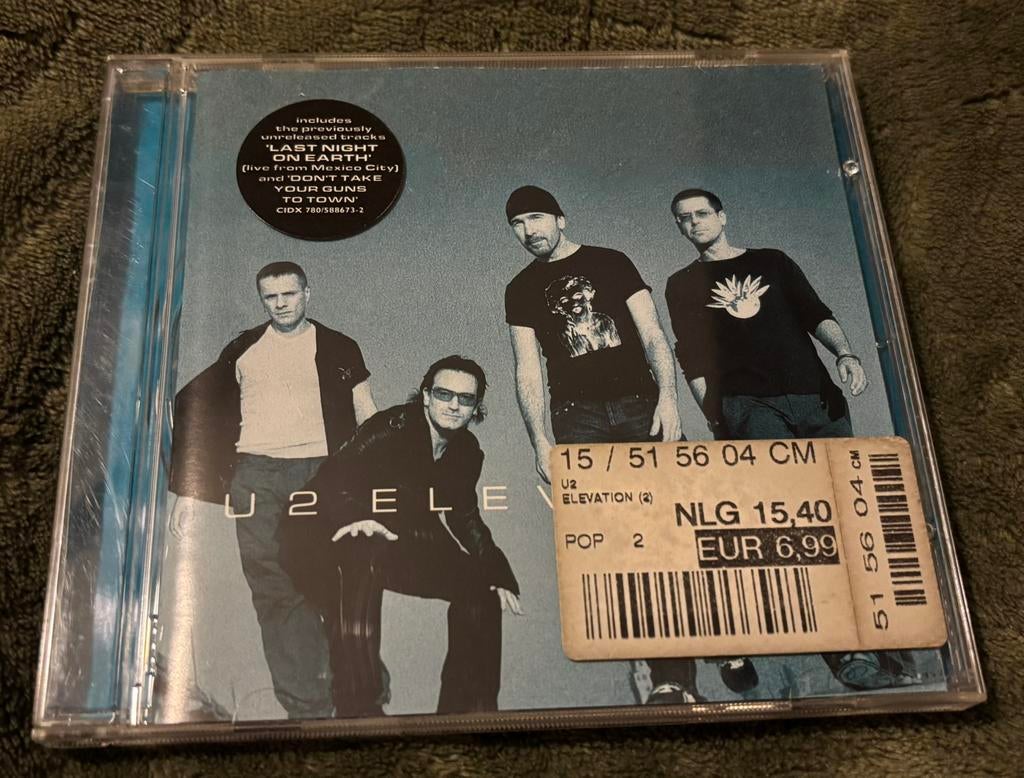 includes
the previously
unreleased tracks
'LAST NIGHT
ON EARTH'
(live from Mexico City)
and 'DON'T TAKE
YOUR GUNS
TO TOWN'
CIDX 780/588673-2
U2 ELEV
15 / 51 56 04 CM
U2
ELEVATION (2)
NLG 15,40
POP 2 EUR 6,99
51 56 04 CM